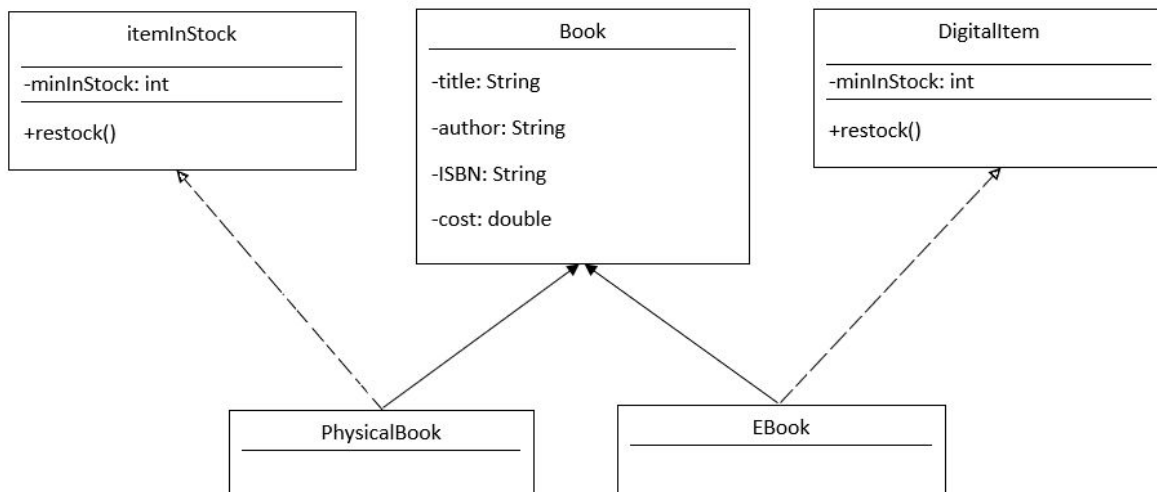 itemInStock
-minInStock: int
+restock()
Book
-title: String
-author: String
-ISBN: String
-cost: double
DigitalItem
-minInStock: int
+restock()
PhysicalBook
EBook